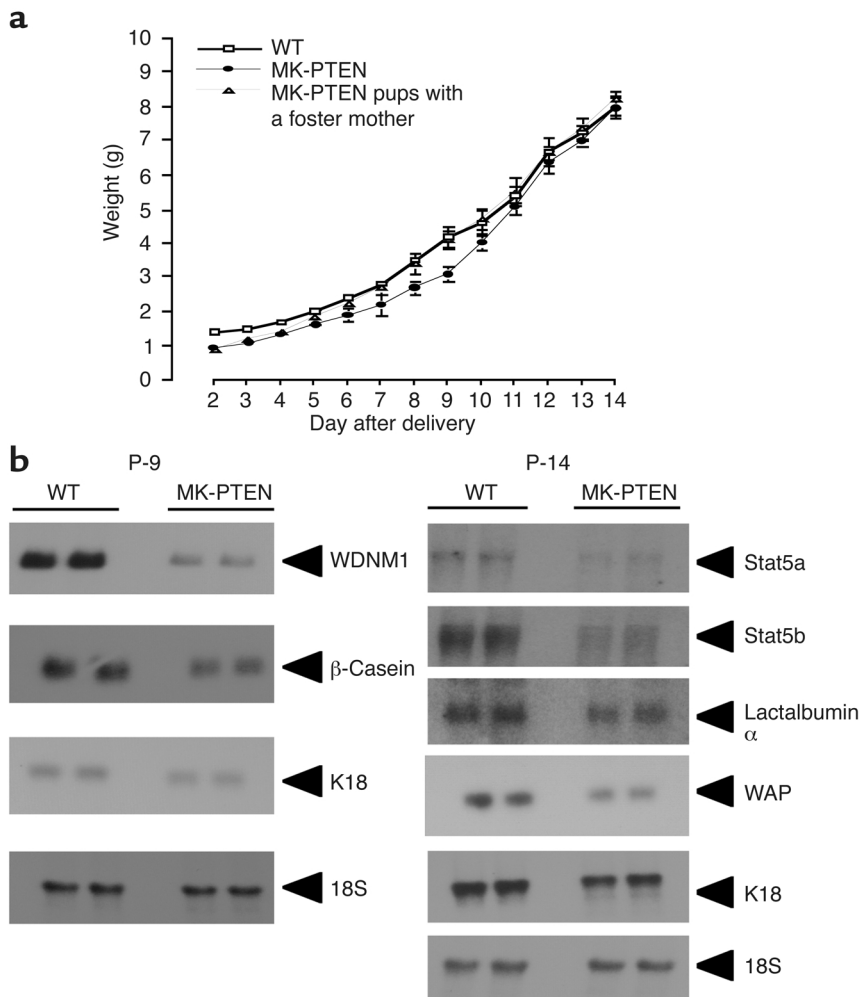 a
10
9
8
7
6
5
4
3
2
1
0
Weight (g)
WT
MK-PTEN
MK-PTEN pups with
a foster mother
2 3 4 5 6 7 8 9 10 11 12 13 14
Day after delivery
b
P-9
WT MK-PTEN
WDNM1
β-Casein
K18
18S
P-14
WT MK-PTEN
Stat5a
Stat5b
Lactalbumin
α
WAP
K18
18S